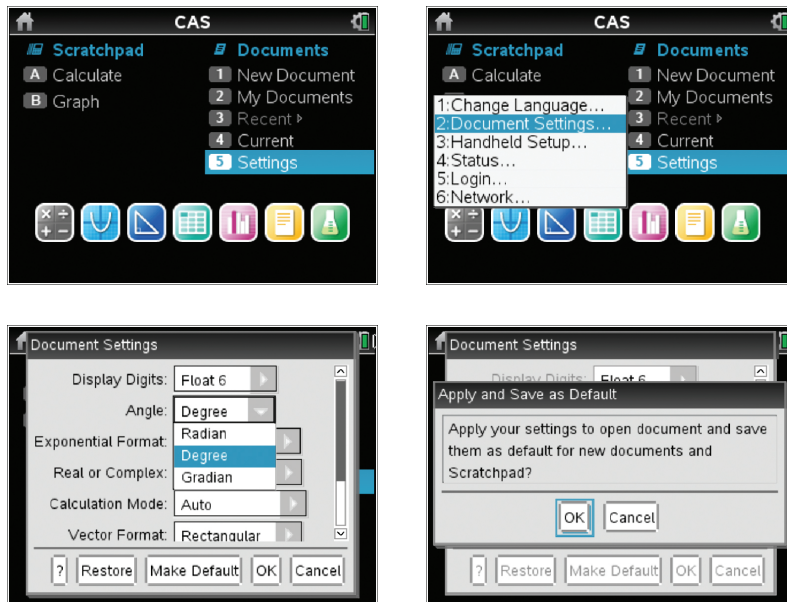 CAS
Scratchpad
Documents
A Calculate
1 New Document
B Graph
2 My Documents
3 Recent ▸
4 Current
5 Settings
CAS
Scratchpad
Documents
A Calculate
1 New Document
2 My Documents
3 Recent ▸
4 Current
5 Settings
1:Change Language...
2:Document Settings...
3:Handheld Setup...
4:Status...
5:Login...
6:Network...
Document Settings
Display Digits: Float 6
Angle: Degree
Radian
Degree
Gradian
Exponential Format:
Real or Complex:
Calculation Mode: Auto
Vector Format: Rectangular
? Restore Make Default OK Cancel
Document Settings
Display Digits: Float 6
Apply and Save as Default
Apply your settings to open document and save
them as default for new documents and
Scratchpad?
OK Cancel
? Restore Make Default OK Cancel